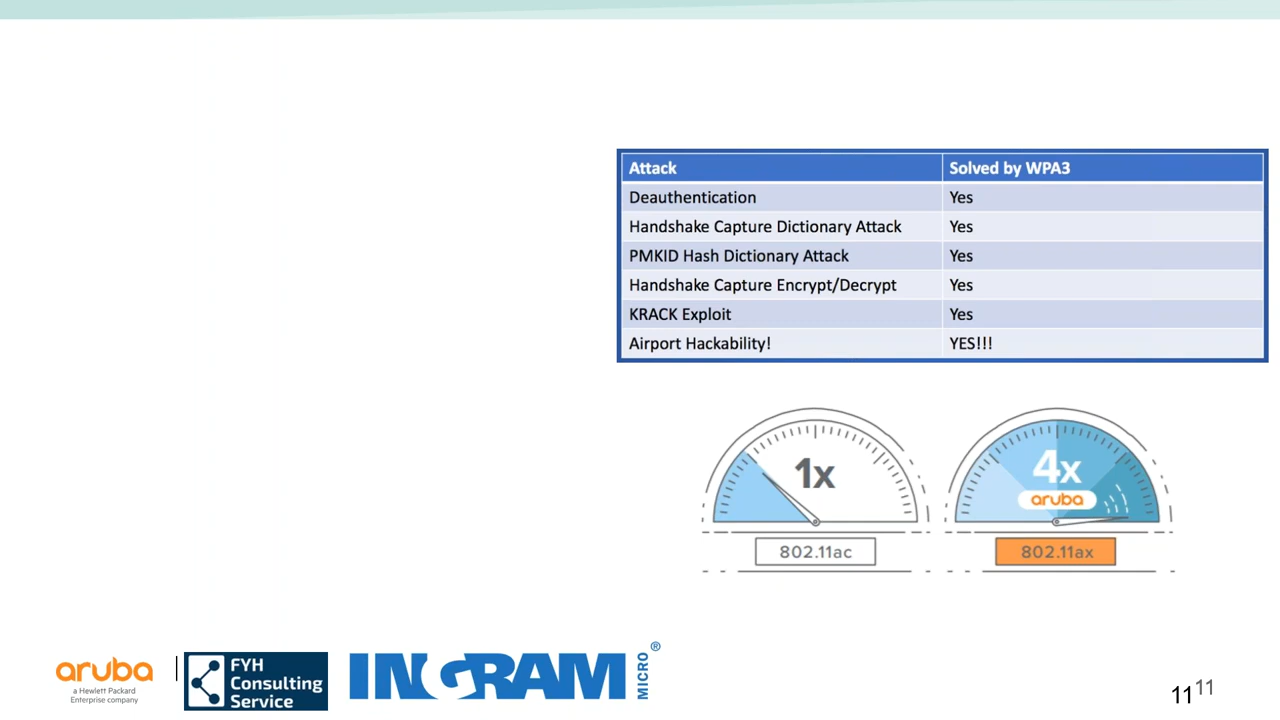 Attack Solved by WPA3
Deauthentication Yes
Handshake Capture Dictionary Attack Yes
PMKID Hash Dictionary Attack Yes
Handshake Capture Encrypt/Decrypt Yes
KRACK Exploit Yes
Airport Hackability! YES!!!
1x
802.11ac
4x
aruba
802.11ax
aruba
a Hewlett Packard
Enterprise company
FYH
Consulting
Service
INGRAM MICRO®
11 11